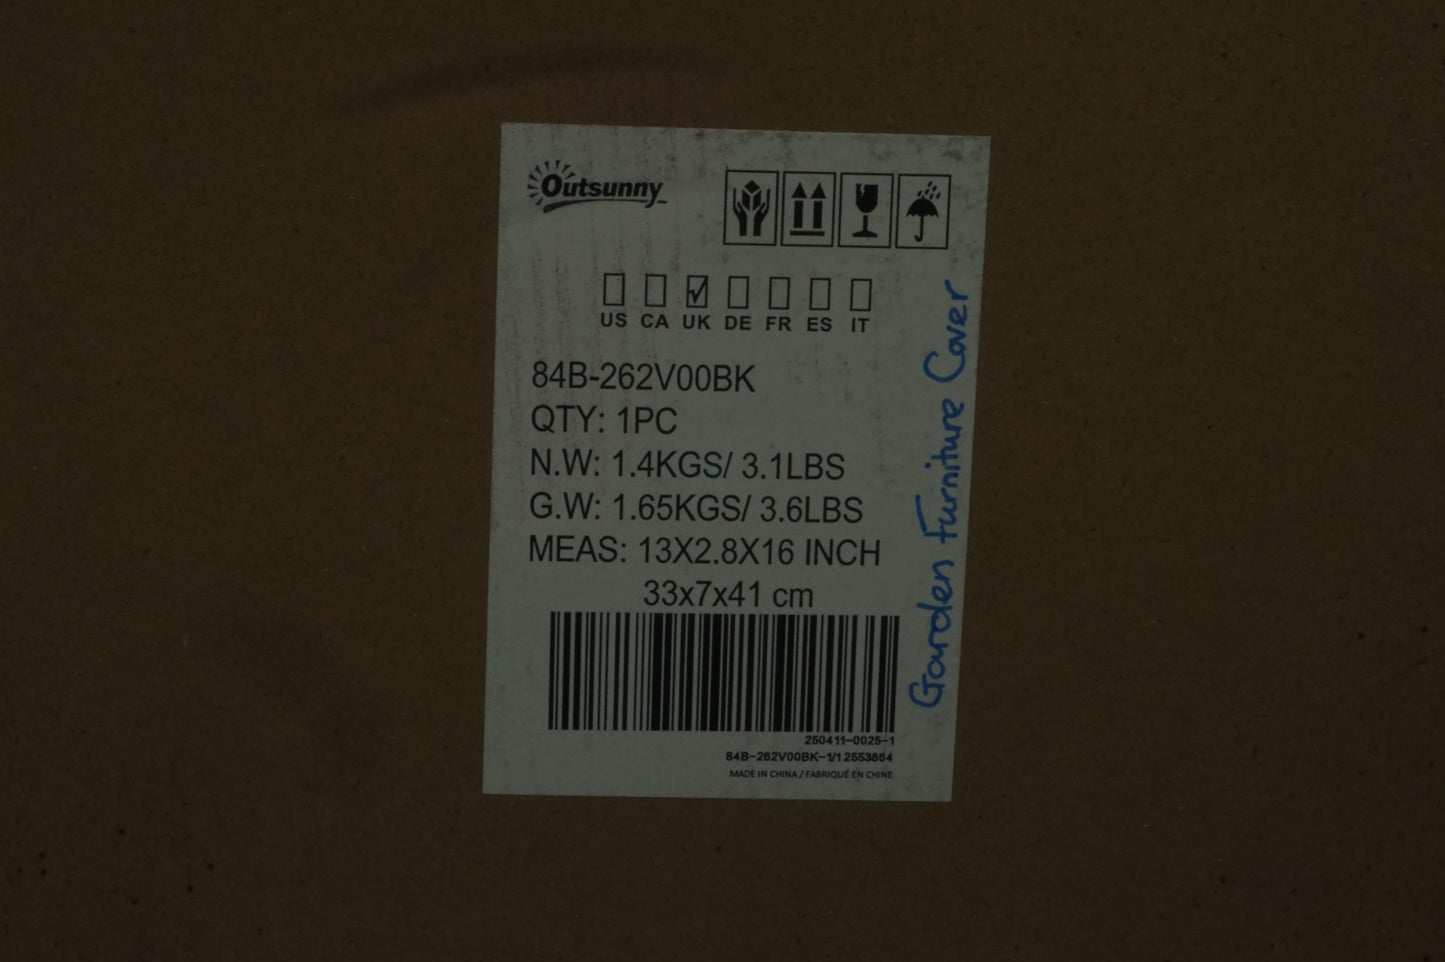 Outsunny
US CA UK DE FR ES IT
84B-262V00BK
QTY: 1PC
N.W: 1.4KGS/ 3.1LBS
G.W: 1.65KGS/ 3.6LBS
MEAS: 13X2.8X16 INCH
33x7x41 cm
250411-0025-1
84B-262V00BK-1/1 2553864
MADE IN CHINA / FABRIQUÉ EN CHINE
Garden Furniture Cover